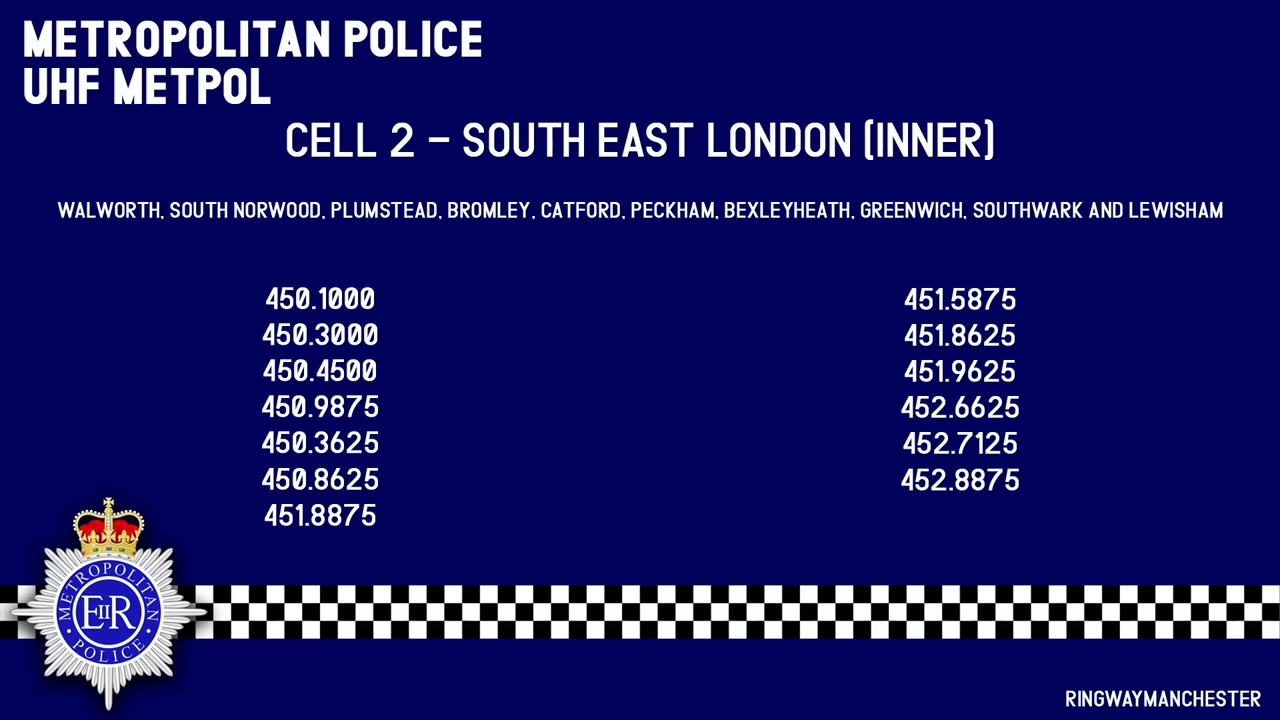 METROPOLITAN POLICE
UHF METPOL
CELL 2 – SOUTH EAST LONDON (INNER)
WALWORTH, SOUTH NORWOOD, PLUMSTEAD, BROMLEY, CATFORD, PECKHAM, BEXLEYHEATH, GREENWICH, SOUTHWARK AND LEWISHAM
450.1000
450.3000
450.4500
450.9875
450.3625
450.8625
451.8875
451.5875
451.8625
451.9625
452.6625
452.7125
452.8875
METROPOLITAN
EIIR
POLICE
RINGWAYMANCHESTER